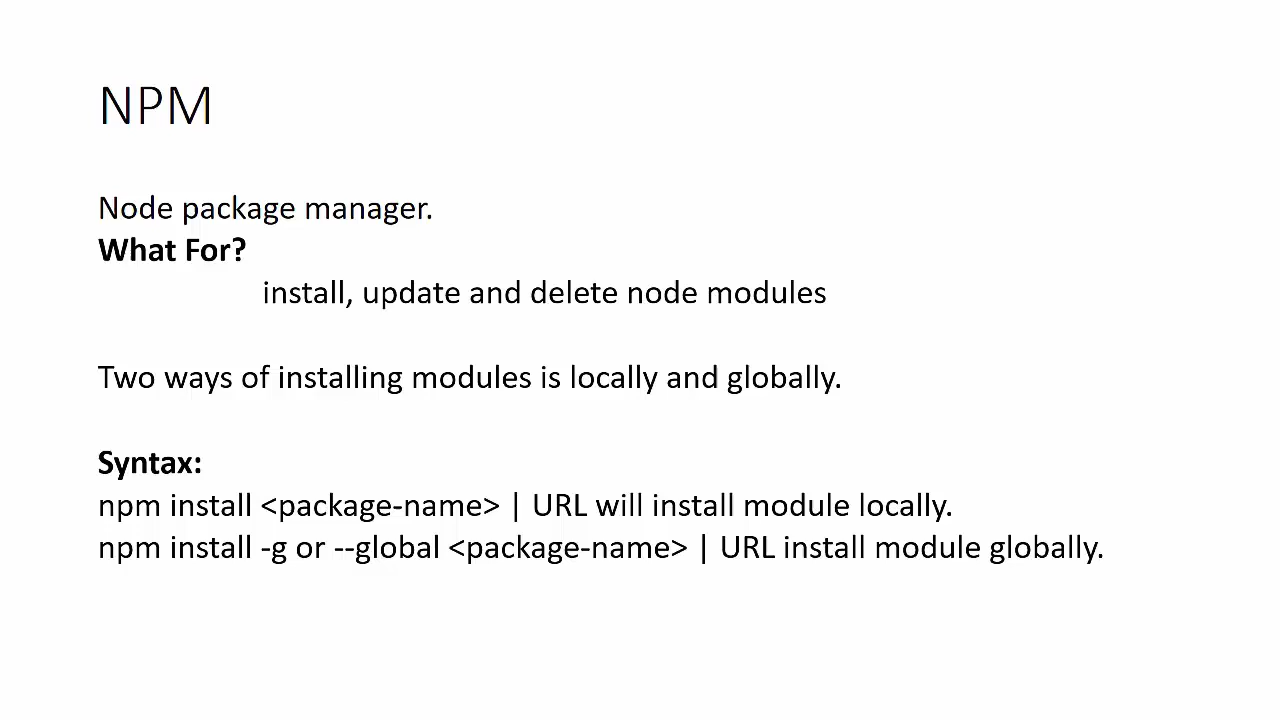 NPM
Node package manager.
What For?
install, update and delete node modules
Two ways of installing modules is locally and globally.
Syntax:
npm install <package-name> | URL will install module locally.
npm install -g or --global <package-name> | URL install module globally.